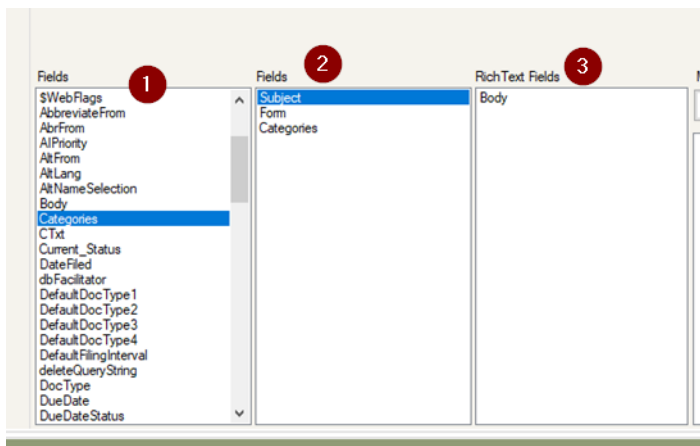 1
2
3
Fields
Fields
RichText Fields
$WebFlags
AbbreviateFrom
AbrFrom
AIPriority
AltFrom
AltLang
AltNameSelection
Body
Categories
CTxt
Current_Status
DateFiled
dbFacilitator
DefaultDocType1
DefaultDocType2
DefaultDocType3
DefaultDocType4
DefaultFilingInterval
deleteQueryString
DocType
DueDate
DueDateStatus
Subject
Form
Categories
Body